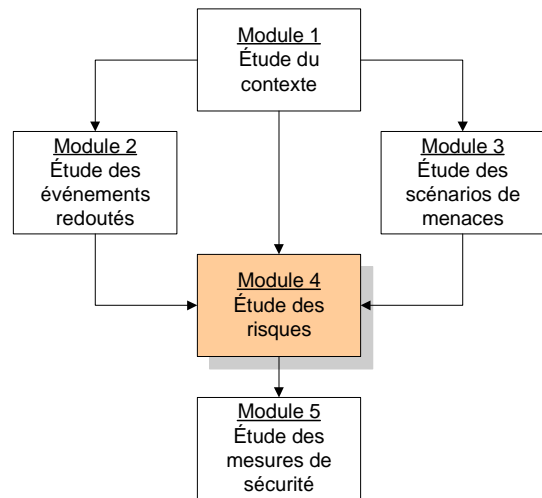 Module 1
Étude du
contexte
Module 2
Étude des
événements
redoutés
Module 3
Étude des
scénarios de
menaces
Module 4
Étude des
risques
Module 5
Étude des
mesures de
sécurité